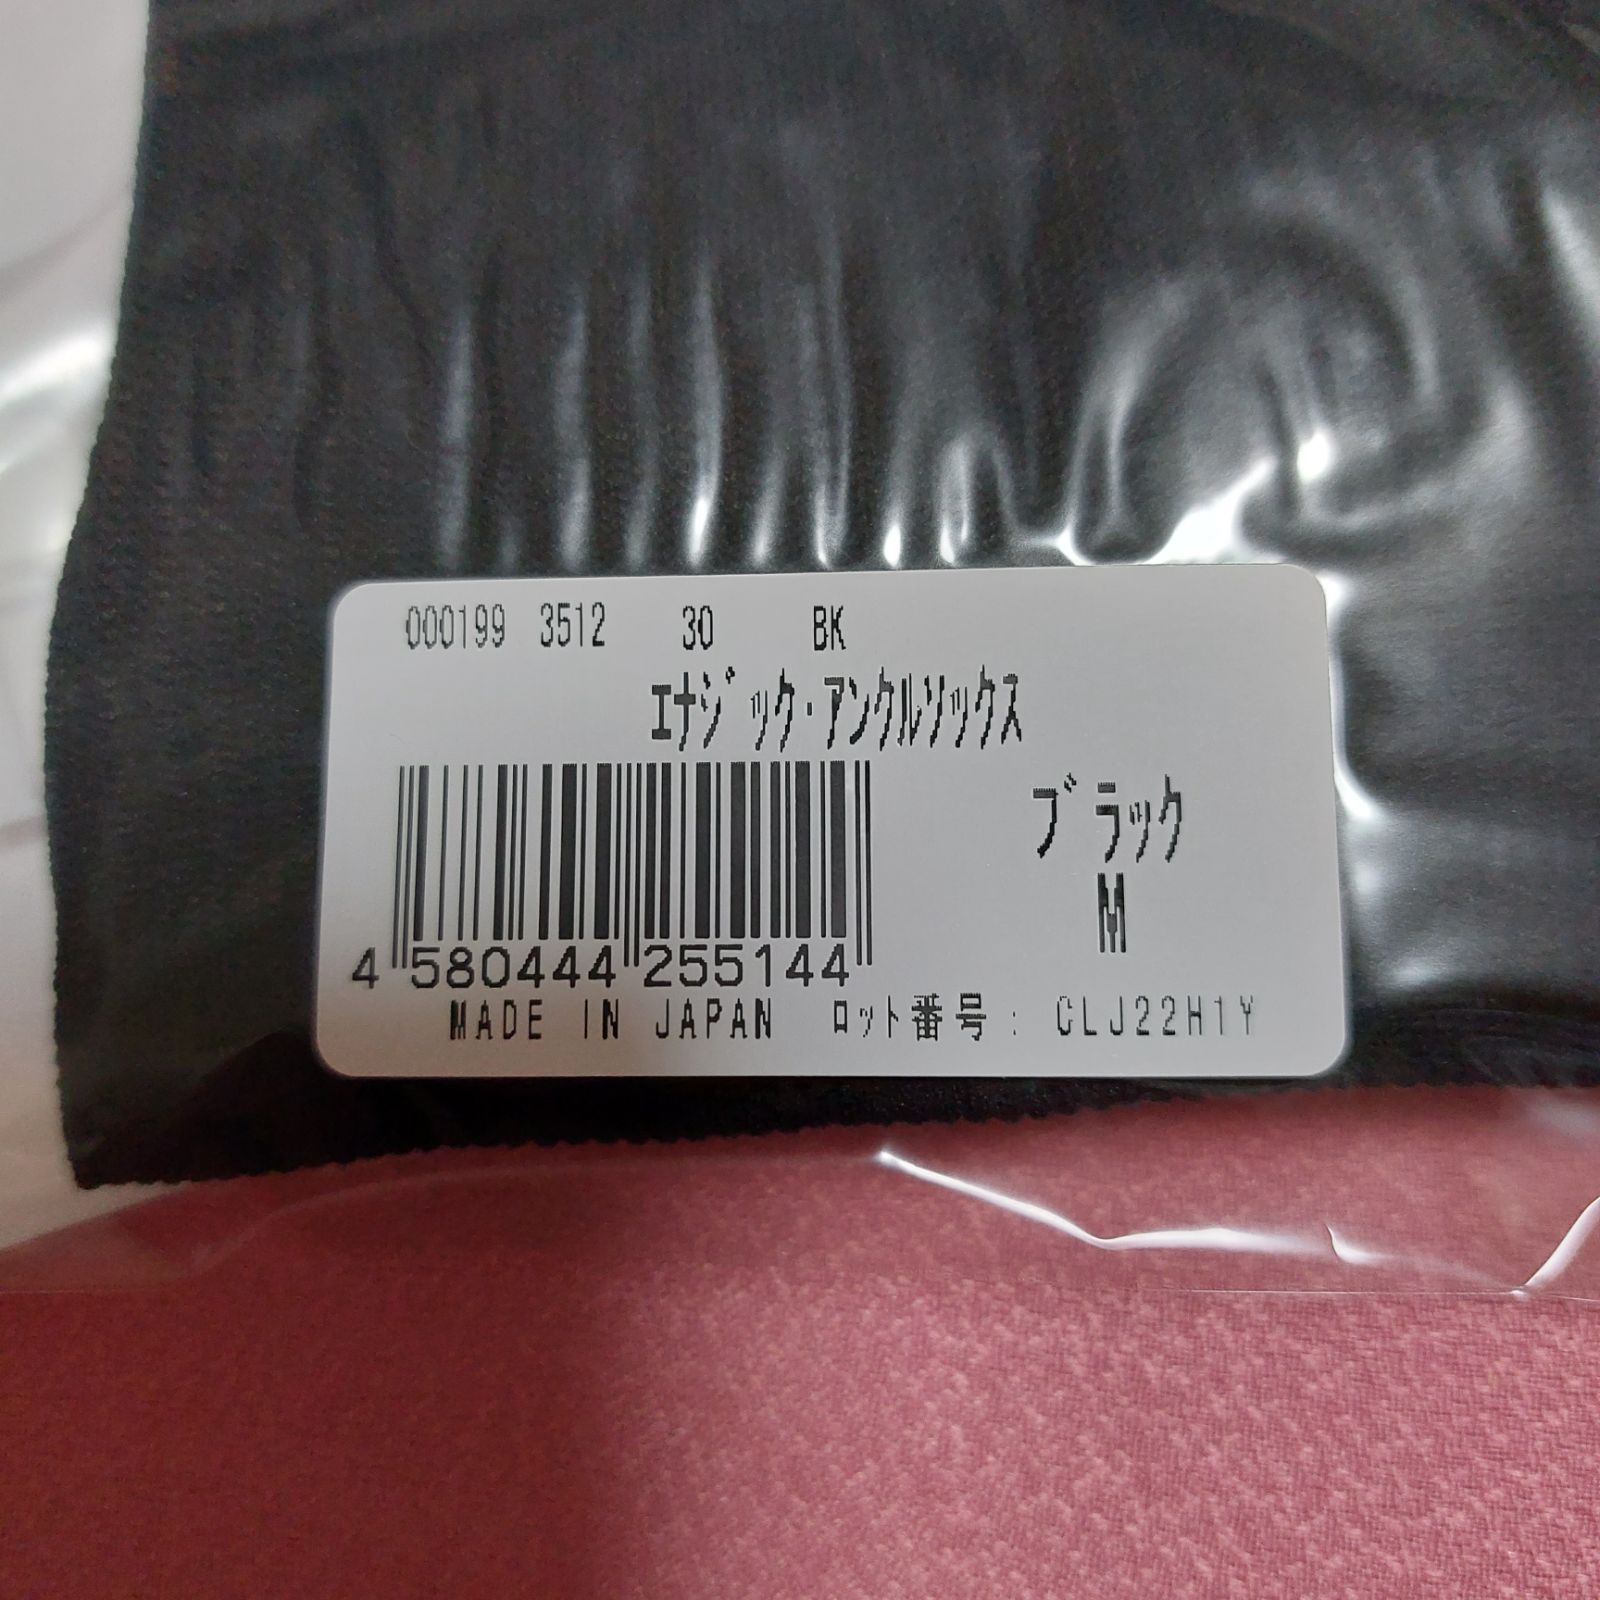 000199 3512 30 BK
ｴﾅｼﾞｯｸ･ｱﾝｸﾙｿｯｸｽ
ﾌﾞﾗｯｸ
M
4 580444 255144
MADE IN JAPAN ﾛｯﾄ番号: CLJ22H1Y